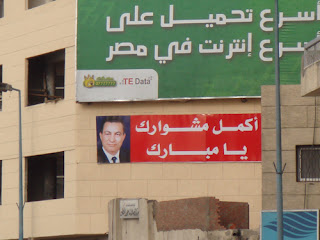 أسرع تحميل على
أسرع إنترنت في مصر
TE Data
أكمل مشوارك
يا مبارك